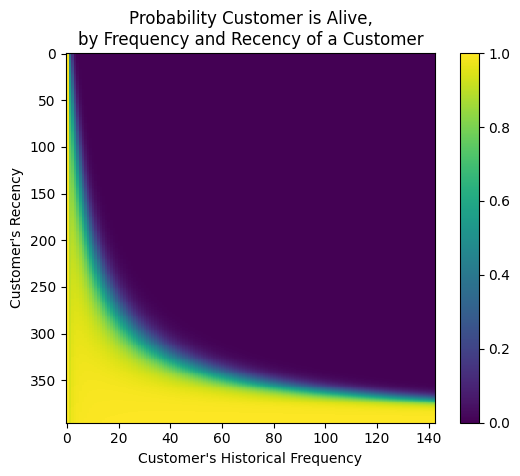 Probability Customer is Alive,
by Frequency and Recency of a Customer
0
50
100
150
200
250
300
350
Customer's Recency
0 20 40 60 80 100 120 140
Customer's Historical Frequency
1.0
0.8
0.6
0.4
0.2
0.0